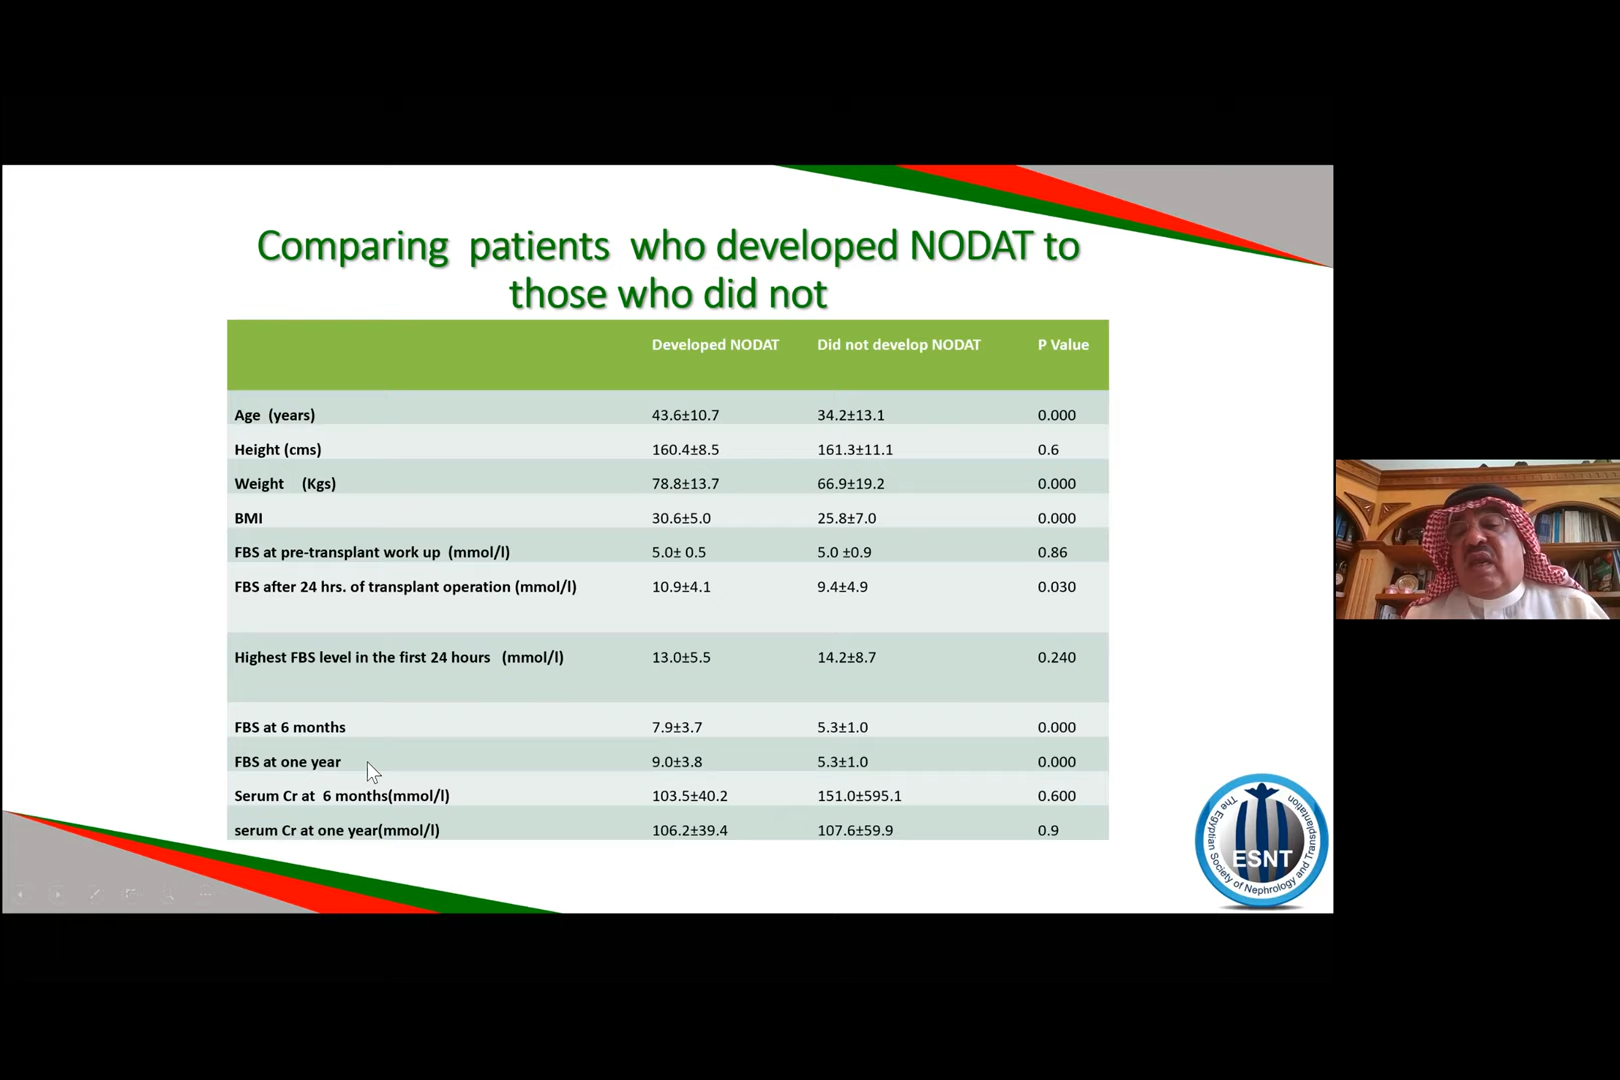 Comparing patients who developed NODAT to
those who did not
Developed NODAT Did not develop NODAT P Value
Age (years) 43.6±10.7 34.2±13.1 0.000
Height (cms) 160.4±8.5 161.3±11.1 0.6
Weight (Kgs) 78.8±13.7 66.9±19.2 0.000
BMI 30.6±5.0 25.8±7.0 0.000
FBS at pre-transplant work up (mmol/l) 5.0± 0.5 5.0 ±0.9 0.86
FBS after 24 hrs. of transplant operation (mmol/l) 10.9±4.1 9.4±4.9 0.030
Highest FBS level in the first 24 hours (mmol/l) 13.0±5.5 14.2±8.7 0.240
FBS at 6 months 7.9±3.7 5.3±1.0 0.000
FBS at one year 9.0±3.8 5.3±1.0 0.000
Serum Cr at 6 months(mmol/l) 103.5±40.2 151.0±595.1 0.600
serum Cr at one year(mmol/l) 106.2±39.4 107.6±59.9 0.9
The Egyptian Society of Nephrology and Transplantation
ESNT